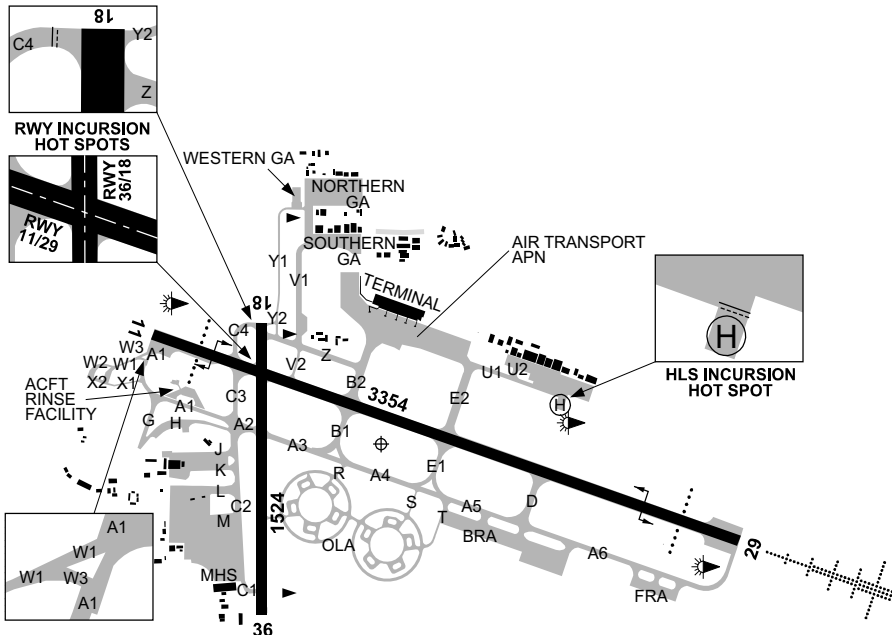 18
C4
Y2
Z
RWY INCURSION
HOT SPOTS
RWY
36/18
RWY
11/29
WESTERN GA
NORTHERN
GA
SOUTHERN
GA
AIR TRANSPORT
APN
TERMINAL
Y1
V1
18
Y2
C4
11
W3
A1
W2
W1
X2
X1
ACFT
RINSE
FACILITY
A1
G
H
C3
A2
V2
Z
B2
3354
U1
U2
E2
H
H
HLS INCURSION
HOT SPOT
A3
B1
J
K
L
M
C2
1524
R
A4
E1
S
T
A5
D
BRA
OLA
A6
FRA
29
MHS
C1
36
A1
W1
W1
W3
A1